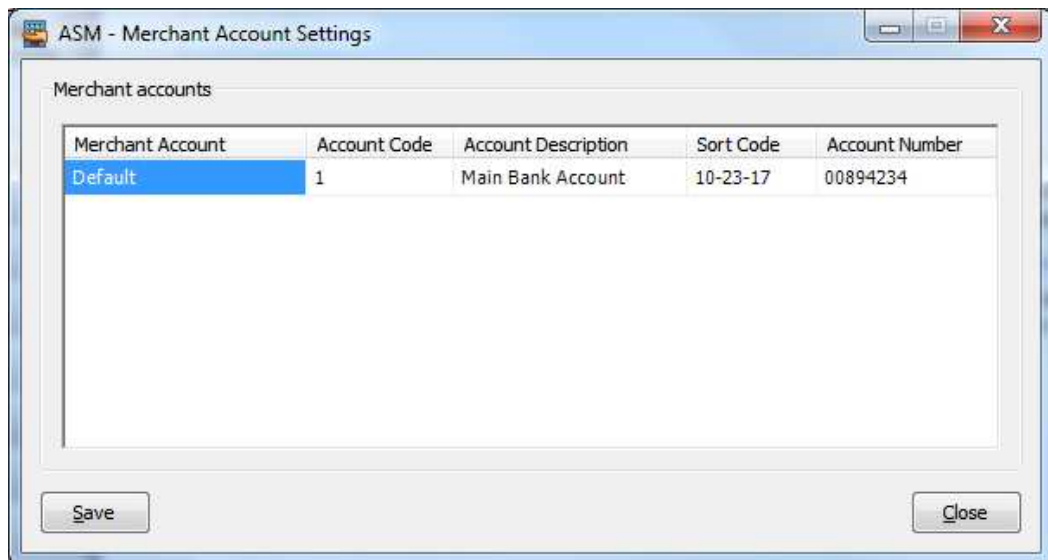 ASM - Merchant Account Settings
Merchant accounts
Merchant Account Account Code Account Description Sort Code Account Number
Default 1 Main Bank Account 10-23-17 00894234
Save Close